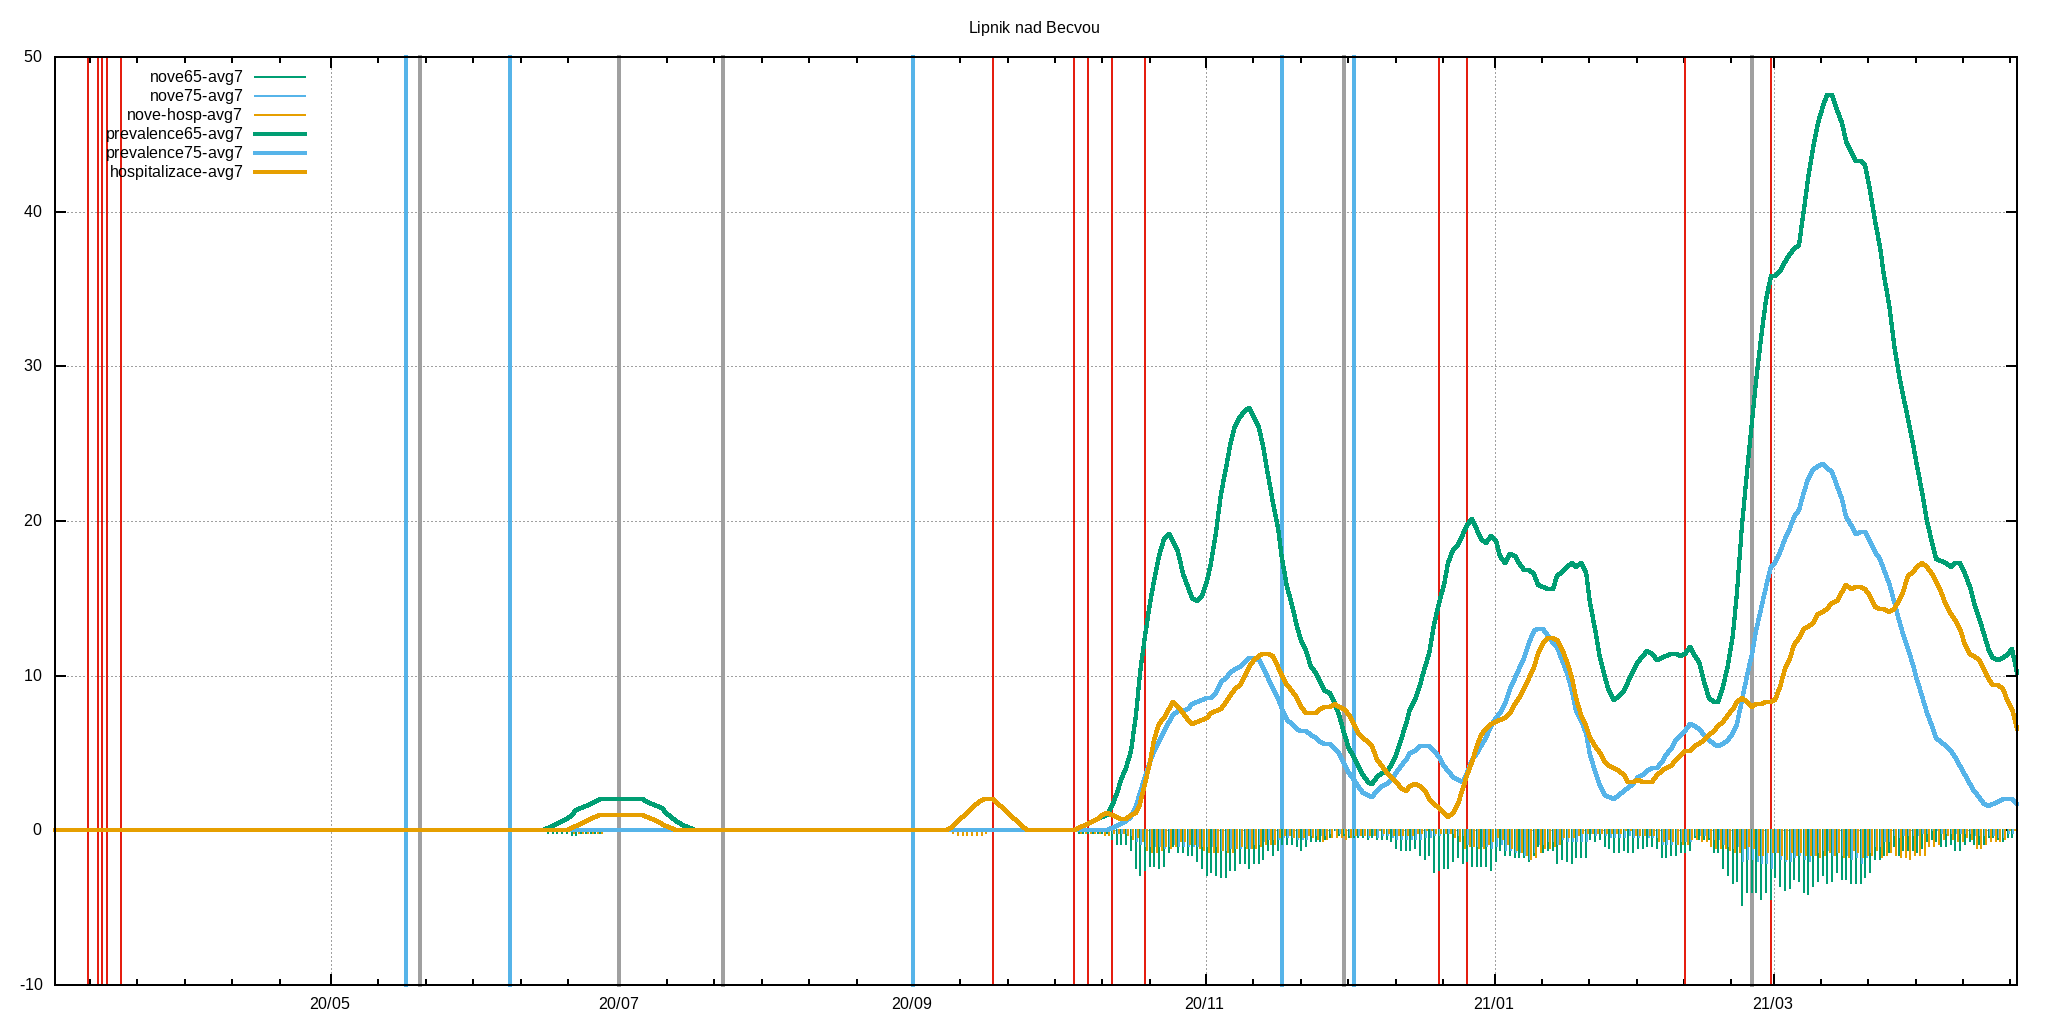 Lipnik nad Becvou
50
nove65-avg7
nove75-avg7
nove-hosp-avg7
prevalence65-avg7
prevalence75-avg7
hospitalizace-avg7
40
30
20
10
0
-10
20/05 20/07 20/09 20/11 21/01 21/03